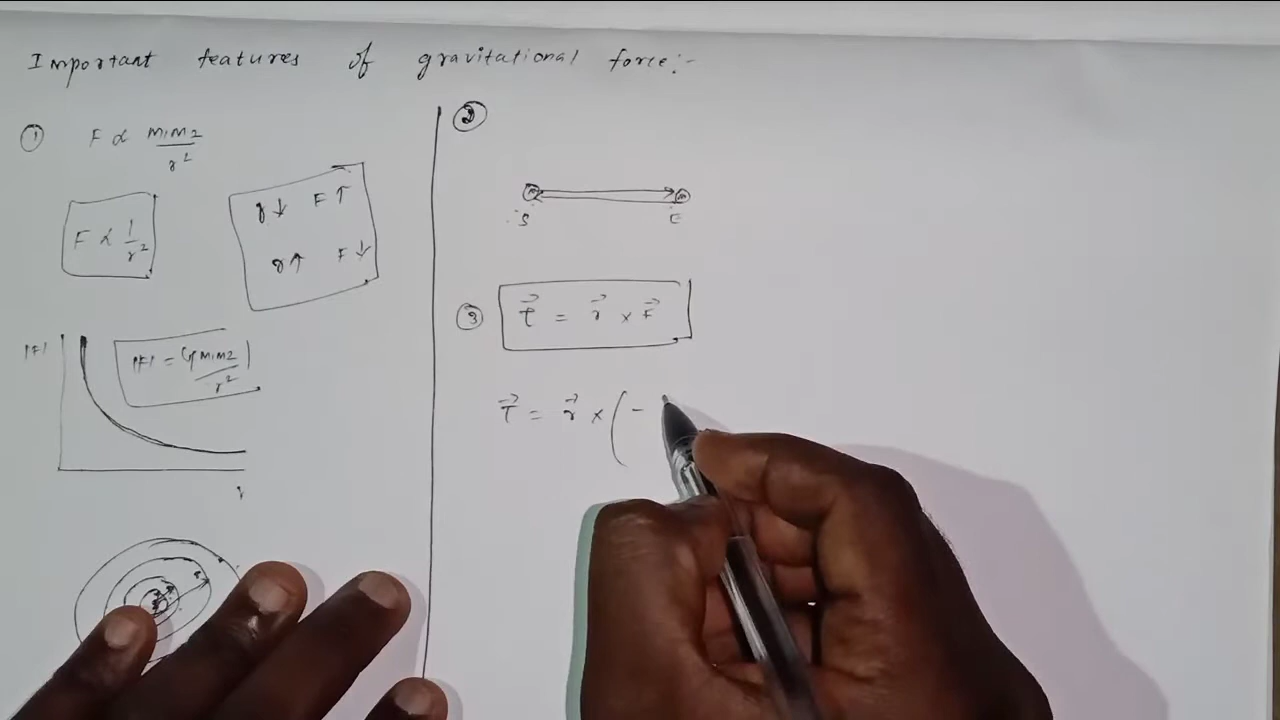 Important features of gravitational force:-
① F ∝ m1m2/r²
F ∝ 1/r²
r↓ F↑
r↑ F↓
|F|
|F| = Gm1m2/r²
r
②
S E
③ τ⃗ = r⃗ × F⃗
τ⃗ = r⃗ × ( -